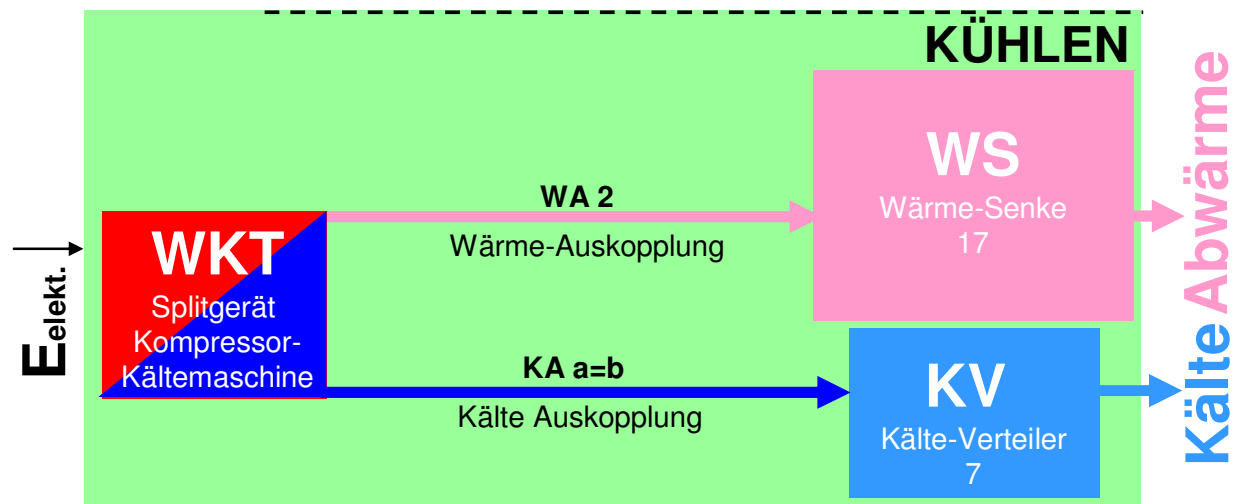 KÜHLEN
E elekt.
WKT
Splitgerät
Kompressor-
Kältemaschine
WA 2
Wärme-Auskopplung
WS
Wärme-Senke
17
Abwärme
KA a=b
Kälte Auskopplung
KV
Kälte-Verteiler
7
Kälte